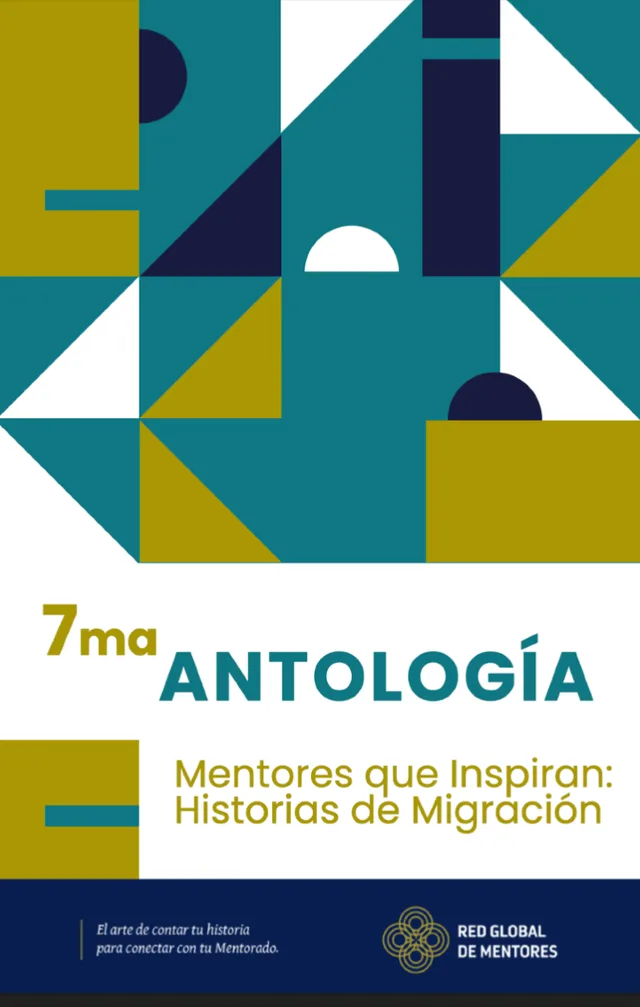 7ma
ANTOLOGÍA
Mentores que Inspiran:
Historias de Migración
El arte de contar tu historia
para conectar con tu Mentorado.
RED GLOBAL
DE MENTORES